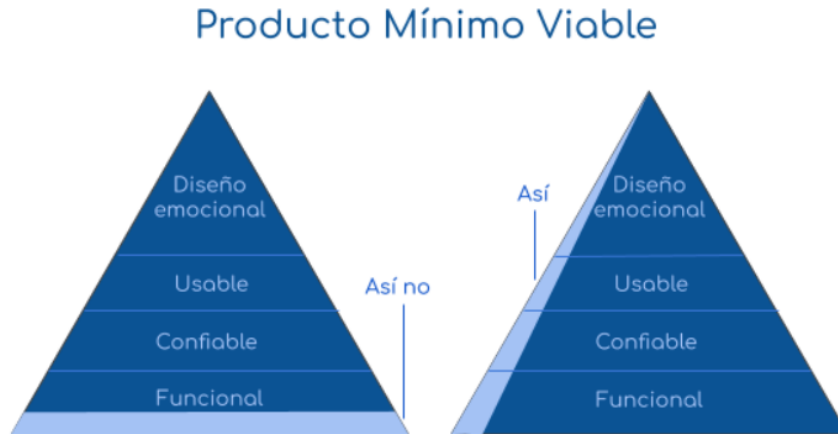 Producto Mínimo Viable
Diseño
emocional
Usable
Confiable
Funcional
Así no
Así
Diseño
emocional
Usable
Confiable
Funcional